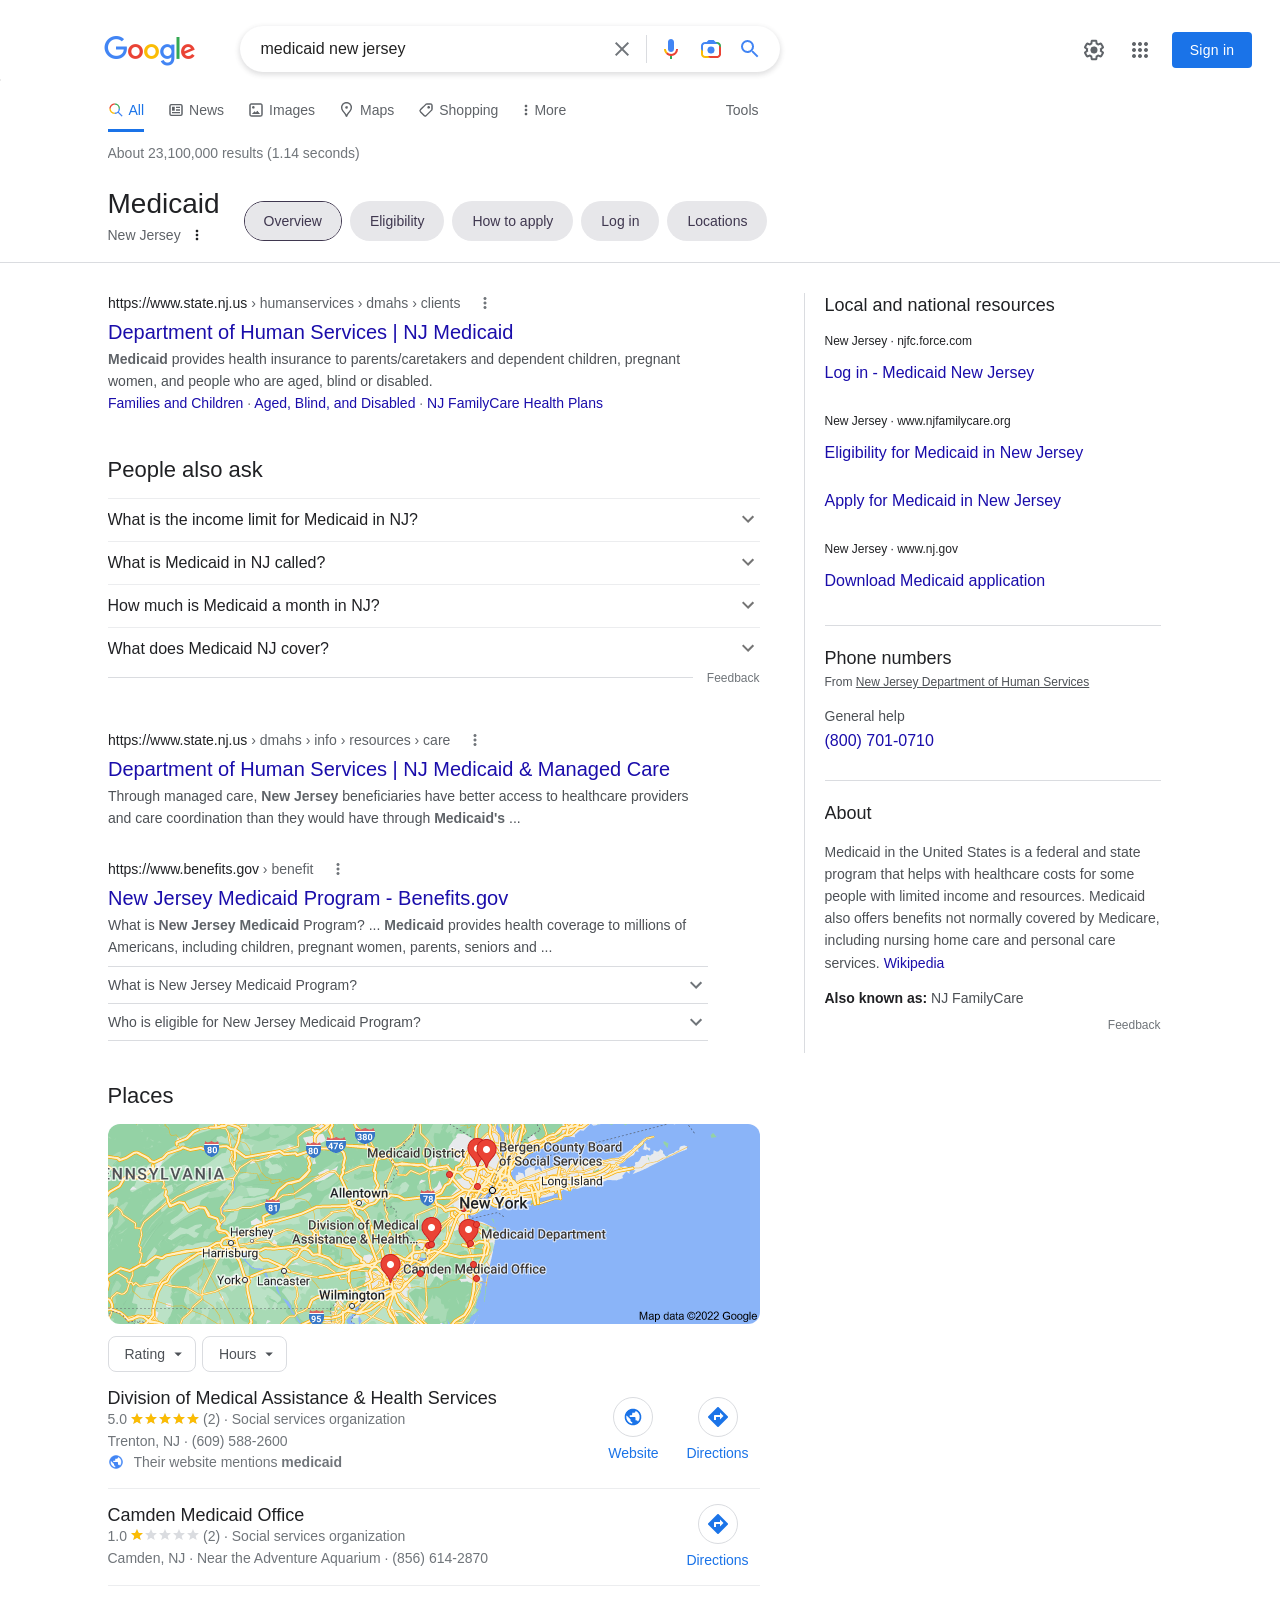 Google
medicaid new jersey
Sign in
All
News
Images
Maps
Shopping
More
Tools
About 23,100,000 results (1.14 seconds)
Medicaid
New Jersey
Overview
Eligibility
How to apply
Log in
Locations
https://www.state.nj.us › humanservices › dmahs › clients
Department of Human Services | NJ Medicaid
Medicaid provides health insurance to parents/caretakers and dependent children, pregnant
women, and people who are aged, blind or disabled.
Families and Children · Aged, Blind, and Disabled · NJ FamilyCare Health Plans
People also ask
What is the income limit for Medicaid in NJ?
What is Medicaid in NJ called?
How much is Medicaid a month in NJ?
What does Medicaid NJ cover?
Feedback
https://www.state.nj.us › dmahs › info › resources › care
Department of Human Services | NJ Medicaid & Managed Care
Through managed care, New Jersey beneficiaries have better access to healthcare providers
and care coordination than they would have through Medicaid's ...
https://www.benefits.gov › benefit
New Jersey Medicaid Program - Benefits.gov
What is New Jersey Medicaid Program? ... Medicaid provides health coverage to millions of
Americans, including children, pregnant women, parents, seniors and ...
What is New Jersey Medicaid Program?
Who is eligible for New Jersey Medicaid Program?
Places
380
476
80
80
Medicaid District
Bergen County Board
of Social Services
ENNSYLVANIA
Long Island
Allentown
78
New York
81
Division of Medical
Assistance & Health...
Hershey
Medicaid Department
Harrisburg
Camden Medicaid Office
York
Lancaster
Wilmington
95
Map data ©2022 Google
Rating
Hours
Division of Medical Assistance & Health Services
5.0 (2) · Social services organization
Trenton, NJ · (609) 588-2600
Their website mentions medicaid
Website
Directions
Camden Medicaid Office
1.0 (2) · Social services organization
Camden, NJ · Near the Adventure Aquarium · (856) 614-2870
Directions
Local and national resources
New Jersey · njfc.force.com
Log in - Medicaid New Jersey
New Jersey · www.njfamilycare.org
Eligibility for Medicaid in New Jersey
Apply for Medicaid in New Jersey
New Jersey · www.nj.gov
Download Medicaid application
Phone numbers
From New Jersey Department of Human Services
General help
(800) 701-0710
About
Medicaid in the United States is a federal and state
program that helps with healthcare costs for some
people with limited income and resources. Medicaid
also offers benefits not normally covered by Medicare,
including nursing home care and personal care
services. Wikipedia
Also known as: NJ FamilyCare
Feedback